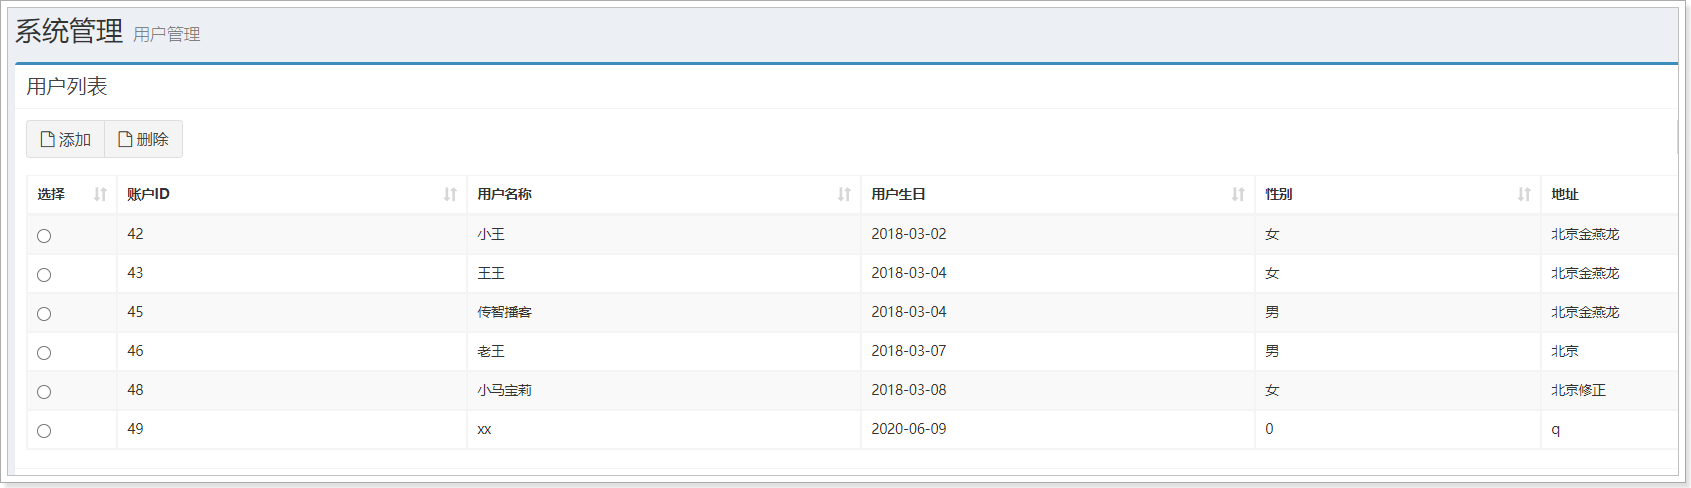 系统管理 用户管理
用户列表
添加 删除
选择 账户ID 用户名称 用户生日 性别 地址
42 小王 2018-03-02 女 北京金燕龙
43 王王 2018-03-04 女 北京金燕龙
45 传智播客 2018-03-04 男 北京金燕龙
46 老王 2018-03-07 男 北京
48 小马宝莉 2018-03-08 女 北京修正
49 xx 2020-06-09 0 q